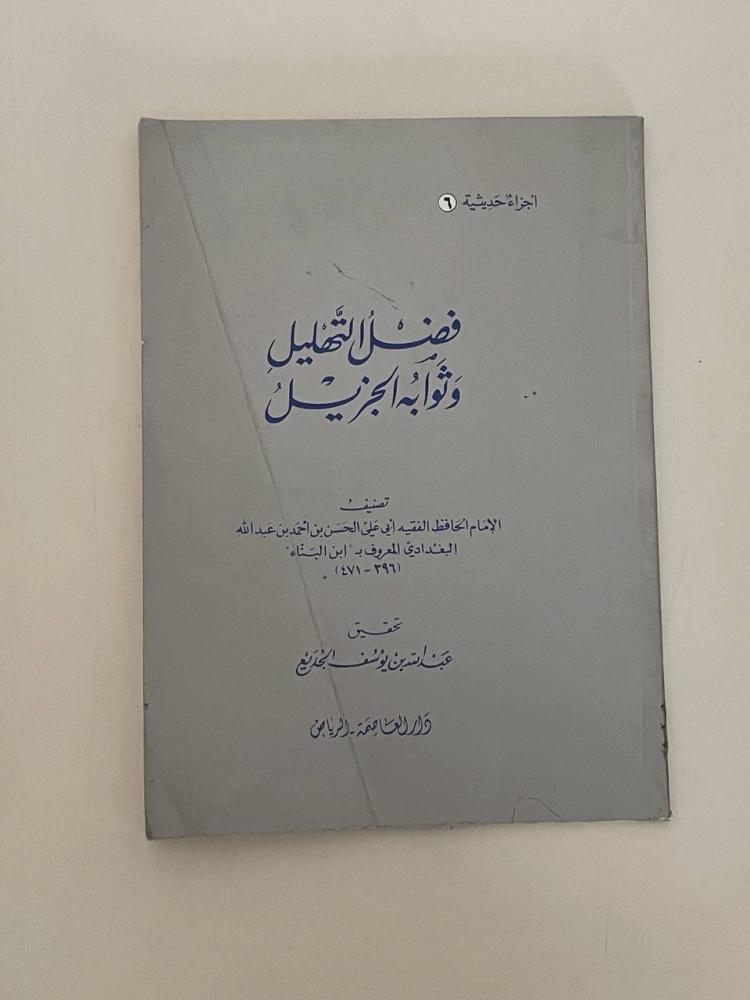 أجزاء حديثية ٦
فضل التهليل
وثوابه الجزيل
تصنيف
الإمام الحافظ الفقيه أبي علي الحسن بن أحمد بن عبد الله
البغدادي المعروف بـ "ابن البناء"
(٣٩٦ - ٤٧١)
تحقيق
عبد الله بن يوسف الجديع
دار العاصمة - الرياض